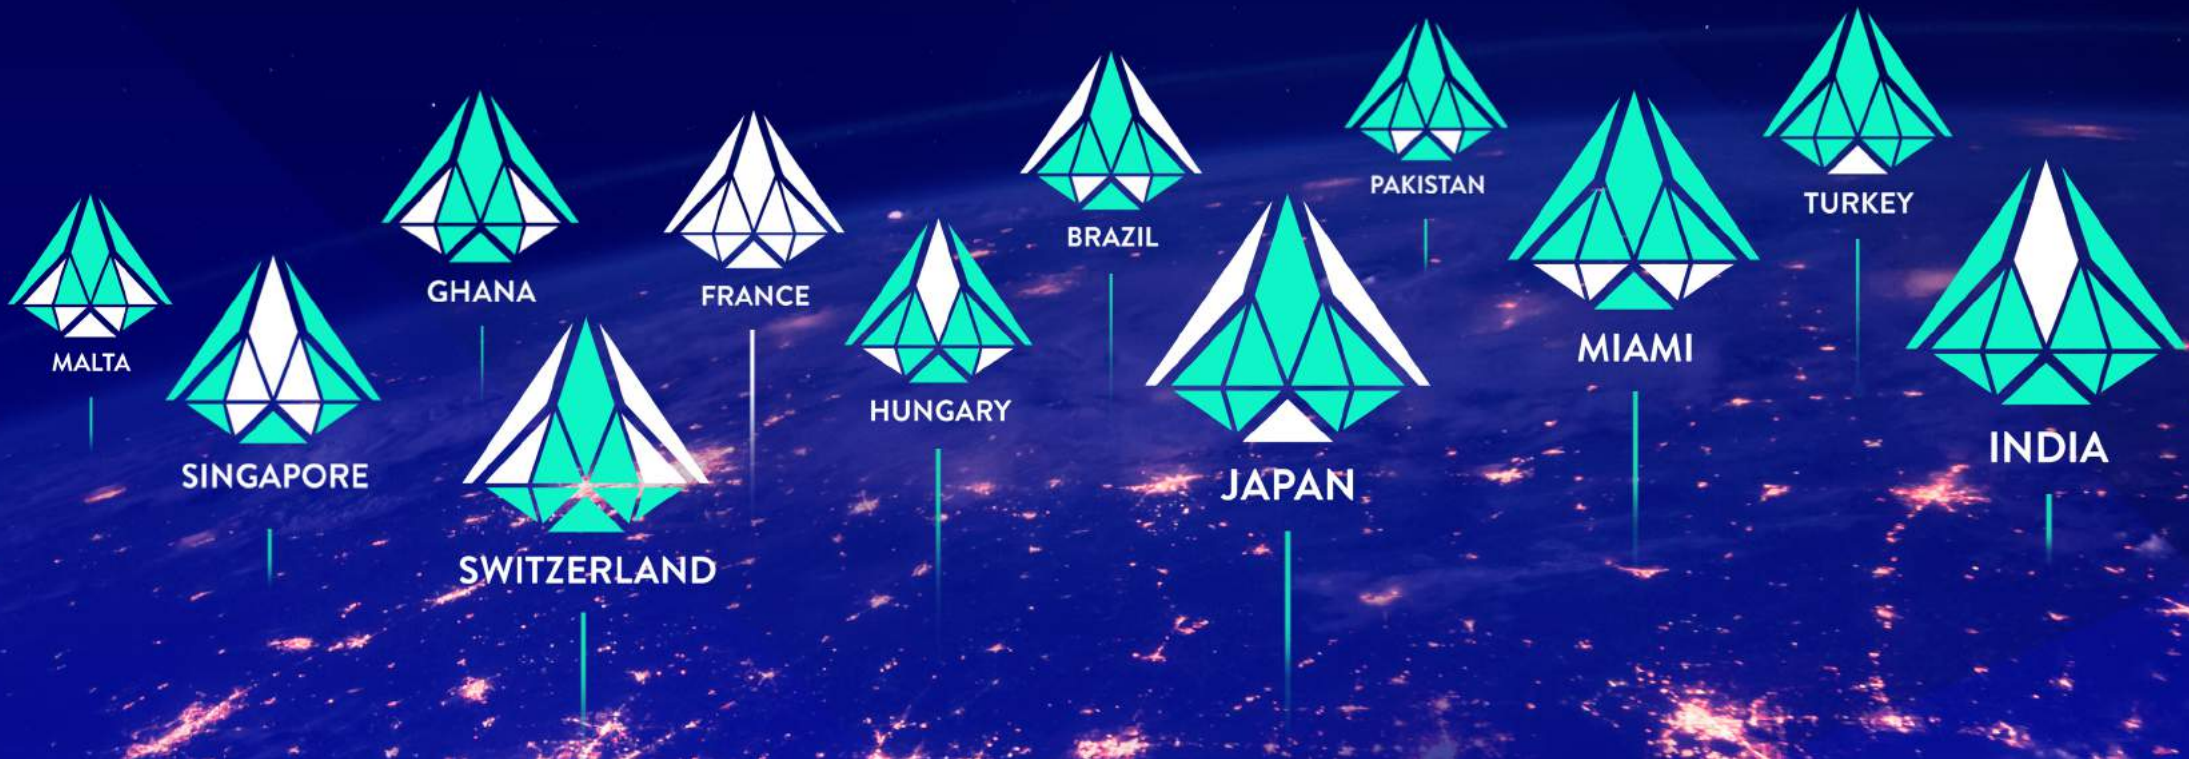 MALTA
SINGAPORE
GHANA
SWITZERLAND
FRANCE
HUNGARY
BRAZIL
JAPAN
PAKISTAN
MIAMI
TURKEY
INDIA